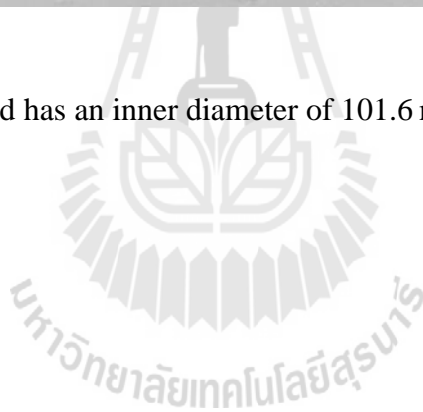 d has an inner diameter of 101.6
มหาวิทยาลัยเทคโนโลยีสุรนารี